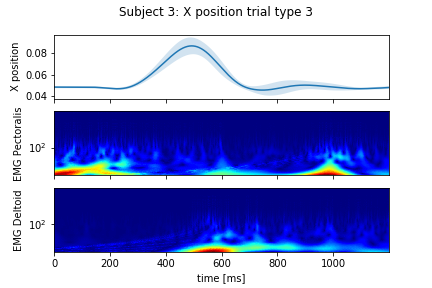 Subject 3: X position trial type 3
X position
0.08
0.06
0.04
EMG Pectoralis
10²
EMG Deltoid
10²
0 200 400 600 800 1000
time [ms]